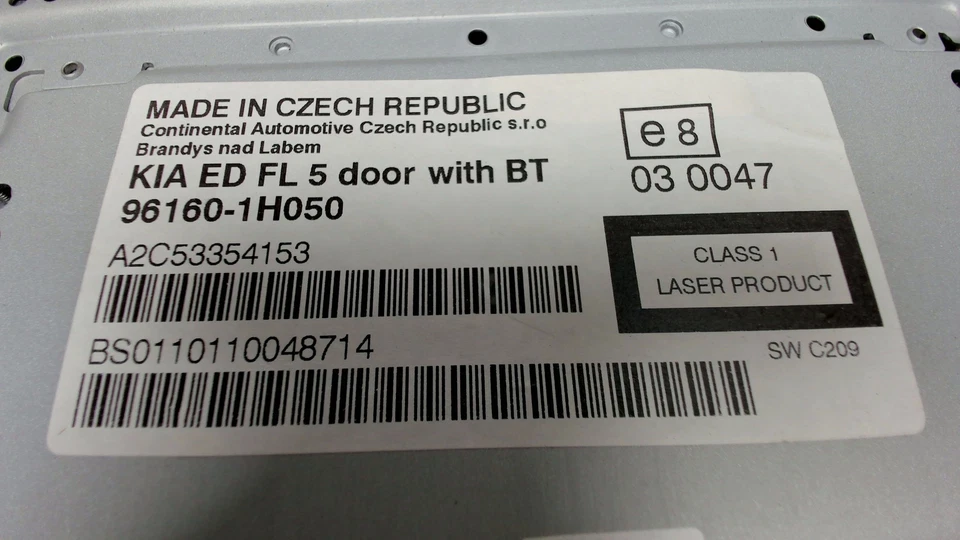 MADE IN CZECH REPUBLIC
Continental Automotive Czech Republic s.r.o
Brandys nad Labem
KIA ED FL 5 door with BT
96160-1H050
A2C53354153
BS0110110048714
e 8
03 0047
CLASS 1
LASER PRODUCT
SW C209